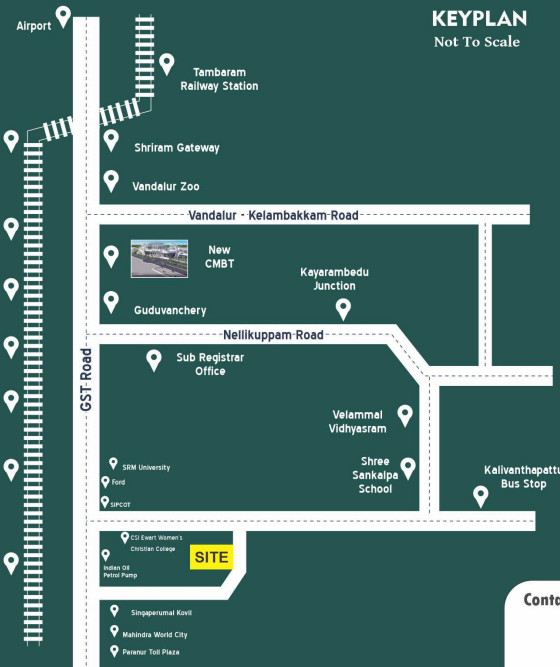 KEYPLAN
Not To Scale
Airport
Tambaram
Railway Station
Shriram Gateway
Vandalur Zoo
Vandalur - Kelambakkam Road
New
CMBT
Kayarambedu
Junction
Guduvanchery
Nellikuppam Road
Sub Registrar
Office
GST Road
Velammal
Vidhyasram
Shree
Sankalpa
School
Kalivanthapattu
Bus Stop
SRM University
Ford
SIPCOT
CSI Ewart Women's
Christian College
SITE
Indian Oil
Petrol Pump
Singaperumal Kovil
Mahindra World City
Paranur Toll Plaza
Conta